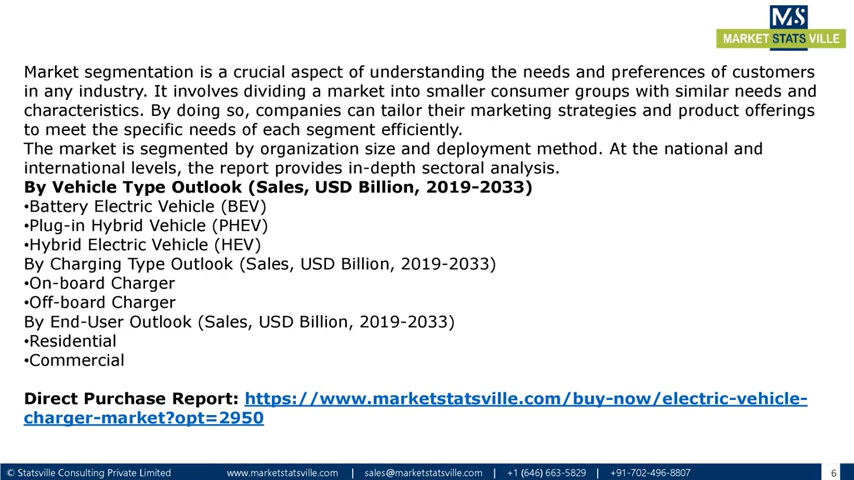 MS
MARKET STATS VILLE
Market segmentation is a crucial aspect of understanding the needs and preferences of customers
in any industry. It involves dividing a market into smaller consumer groups with similar needs and
characteristics. By doing so, companies can tailor their marketing strategies and product offerings
to meet the specific needs of each segment efficiently.
The market is segmented by organization size and deployment method. At the national and
international levels, the report provides in-depth sectoral analysis.
By Vehicle Type Outlook (Sales, USD Billion, 2019-2033)
•Battery Electric Vehicle (BEV)
•Plug-in Hybrid Vehicle (PHEV)
•Hybrid Electric Vehicle (HEV)
By Charging Type Outlook (Sales, USD Billion, 2019-2033)
•On-board Charger
•Off-board Charger
By End-User Outlook (Sales, USD Billion, 2019-2033)
•Residential
•Commercial
Direct Purchase Report: https://www.marketstatsville.com/buy-now/electric-vehicle-
charger-market?opt=2950
© Statsville Consulting Private Limited www.marketstatsville.com | sales@marketstatsville.com | +1 (646) 663-5829 | +91-702-496-8807 6